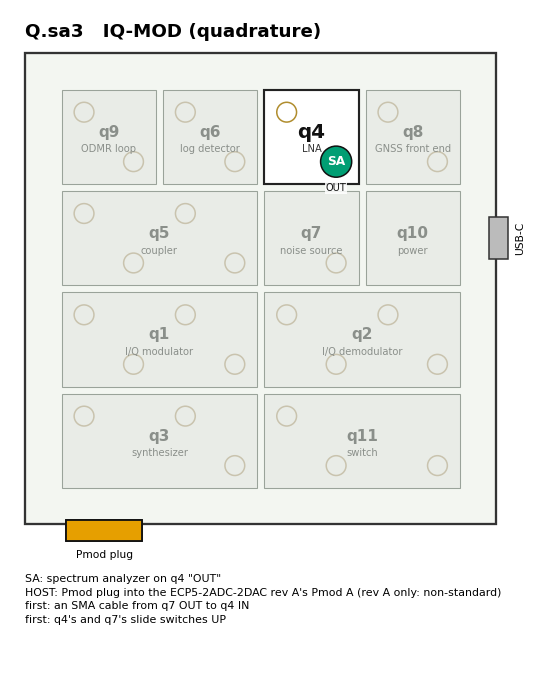 Q.sa3 IQ-MOD (quadrature)
q9
ODMR loop
q6
log detector
q4
LNA
SA
OUT
q8
GNSS front end
q5
coupler
q7
noise source
q10
power
USB-C
q1
I/Q modulator
q2
I/Q demodulator
q3
synthesizer
q11
switch
Pmod plug
SA: spectrum analyzer on q4 "OUT"
HOST: Pmod plug into the ECP5-2ADC-2DAC rev A's Pmod A (rev A only: non-standard)
first: an SMA cable from q7 OUT to q4 IN
first: q4's and q7's slide switches UP